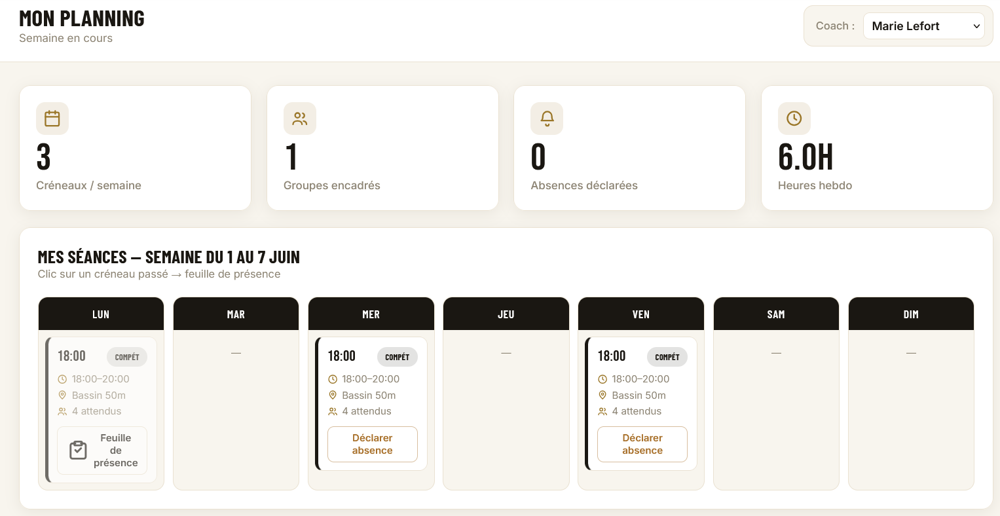 MON PLANNING
Semaine en cours
Coach :
Marie Lefort
3
Créneaux / semaine
1
Groupes encadrés
0
Absences déclarées
6.0H
Heures hebdo
MES SÉANCES — SEMAINE DU 1 AU 7 JUIN
Clic sur un créneau passé → feuille de présence
LUN
18:00
COMPÉT
18:00–20:00
Bassin 50m
4 attendus
Feuille
de
présence
MAR
—
MER
18:00
COMPÉT
18:00–20:00
Bassin 50m
4 attendus
Déclarer
absence
JEU
—
VEN
18:00
COMPÉT
18:00–20:00
Bassin 50m
4 attendus
Déclarer
absence
SAM
—
DIM
—